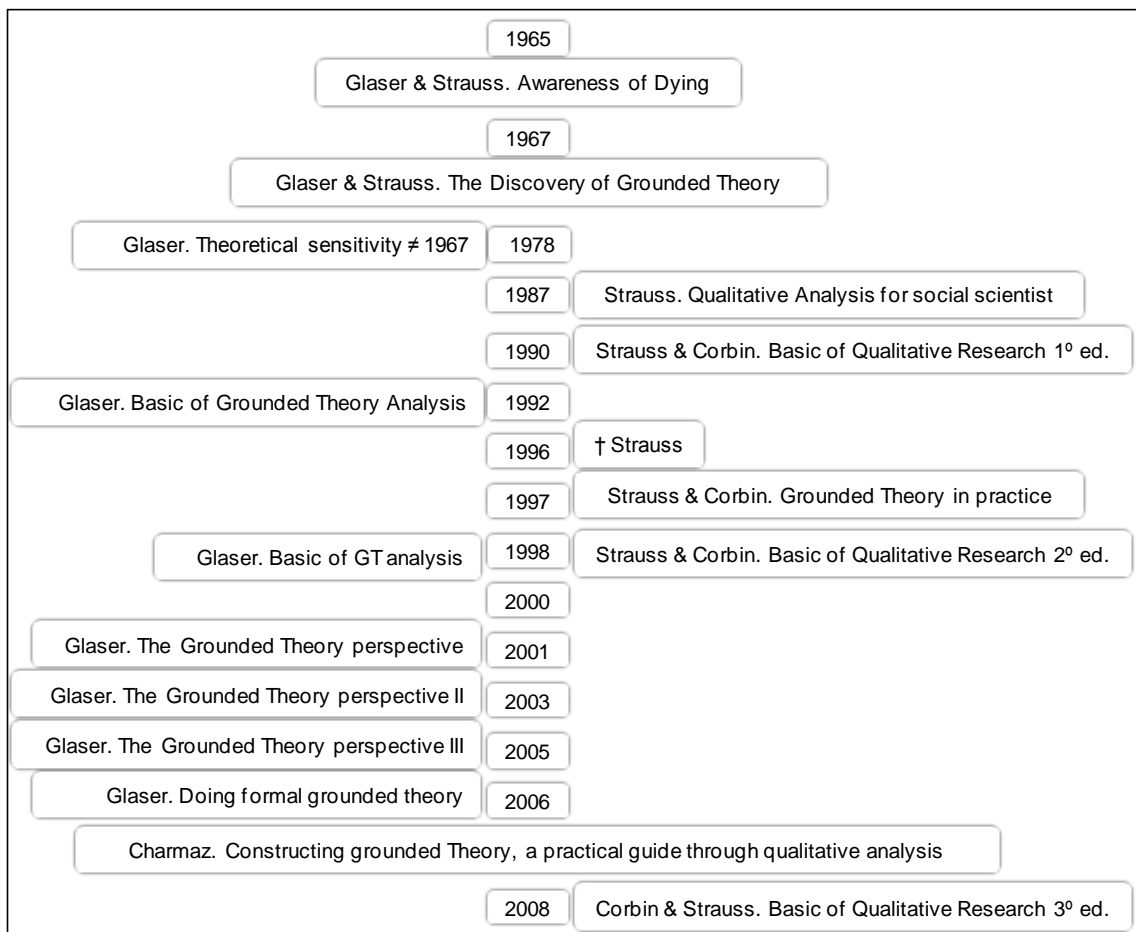 1965
Glaser & Strauss. Awareness of Dying
1967
Glaser & Strauss. The Discovery of Grounded Theory
Glaser. Theoretical sensitivity ≠ 1967
1978
1987
Strauss. Qualitative Analysis for social scientist
1990
Strauss & Corbin. Basic of Qualitative Research 1º ed.
Glaser. Basic of Grounded Theory Analysis
1992
1996
† Strauss
1997
Strauss & Corbin. Grounded Theory in practice
Glaser. Basic of GT analysis
1998
Strauss & Corbin. Basic of Qualitative Research 2º ed.
2000
Glaser. The Grounded Theory perspective
2001
Glaser. The Grounded Theory perspective II
2003
Glaser. The Grounded Theory perspective III
2005
Glaser. Doing formal grounded theory
2006
Charmaz. Constructing grounded Theory, a practical guide through qualitative analysis
2008
Corbin & Strauss. Basic of Qualitative Research 3º ed.